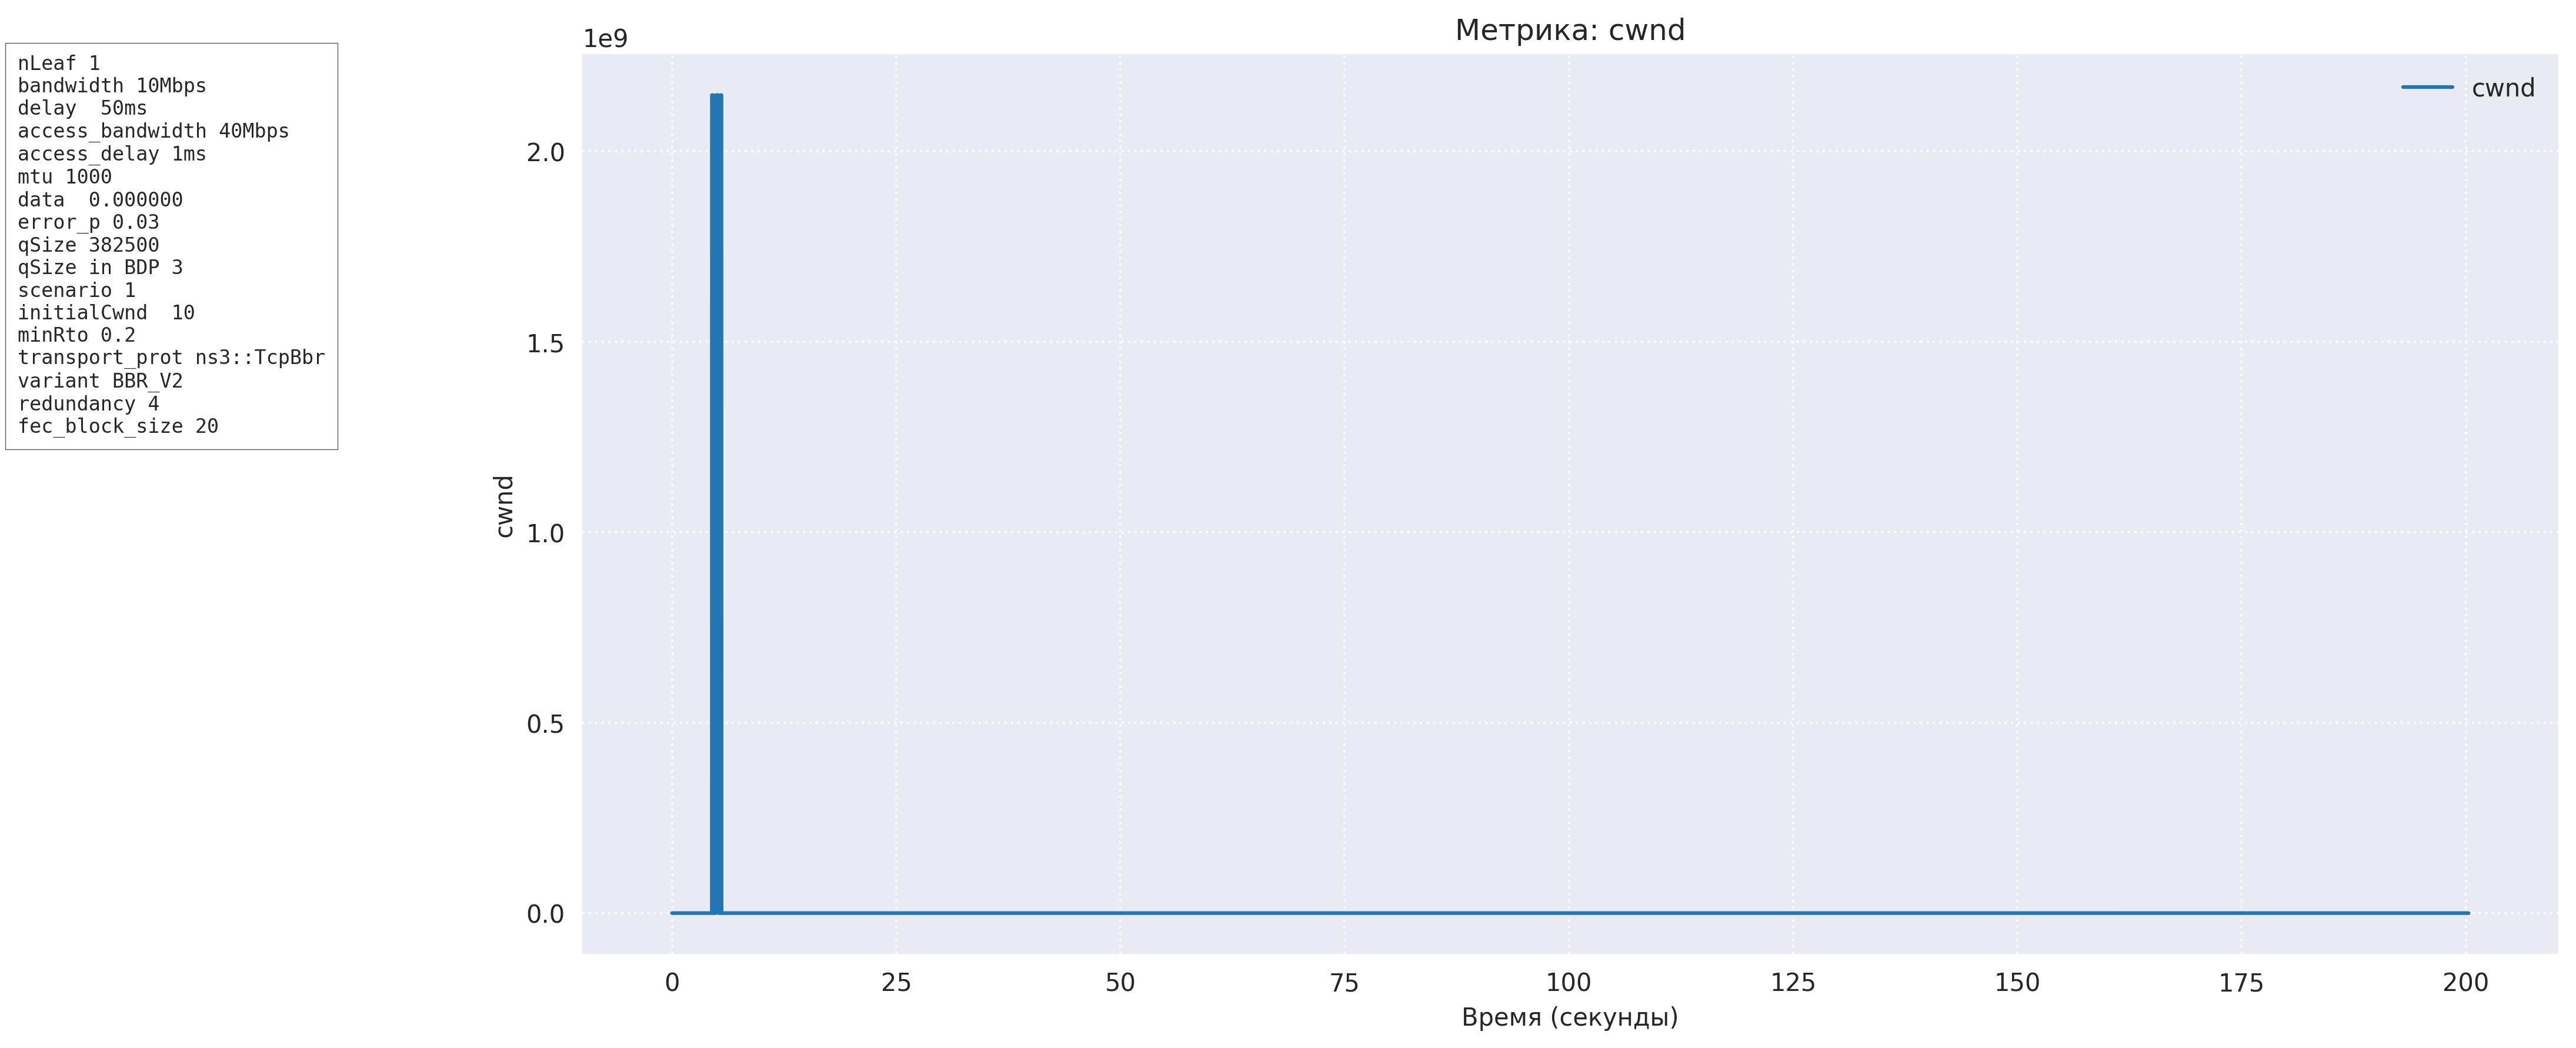 nLeaf 1
bandwidth 10Mbps
delay  50ms
access_bandwidth 40Mbps
access_delay 1ms
mtu 1000
data  0.000000
error_p 0.03
qSize 382500
qSize in BDP 3
scenario 1
initialCwnd  10
minRto 0.2
transport_prot ns3::TcpBbr
variant BBR_V2
redundancy 4
fec_block_size 20
Метрика: cwnd
1e9
cwnd
2.0
1.5
1.0
0.5
0.0
cwnd
0 25 50 75 100 125 150 175 200
Время (секунды)